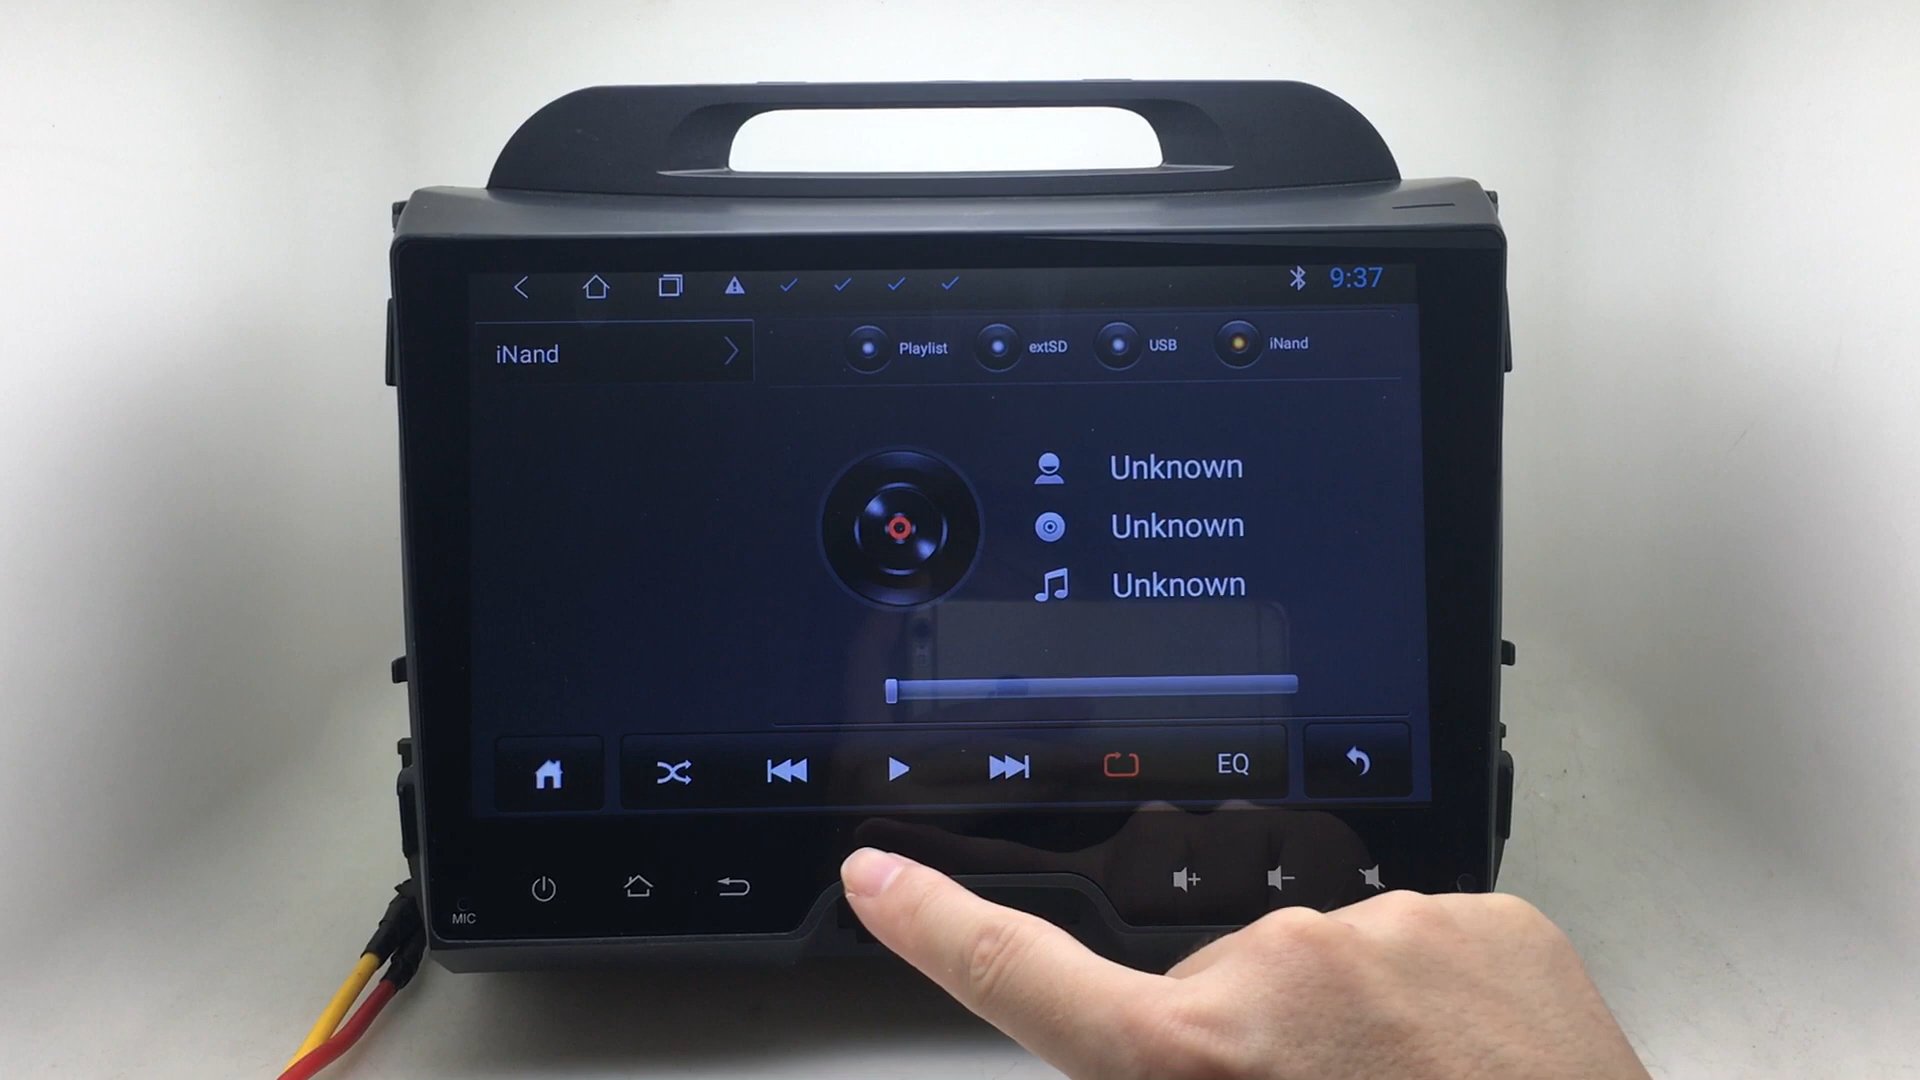 9:37
iNand
Playlist
extSD
USB
iNand
Unknown
Unknown
Unknown
EQ
MIC